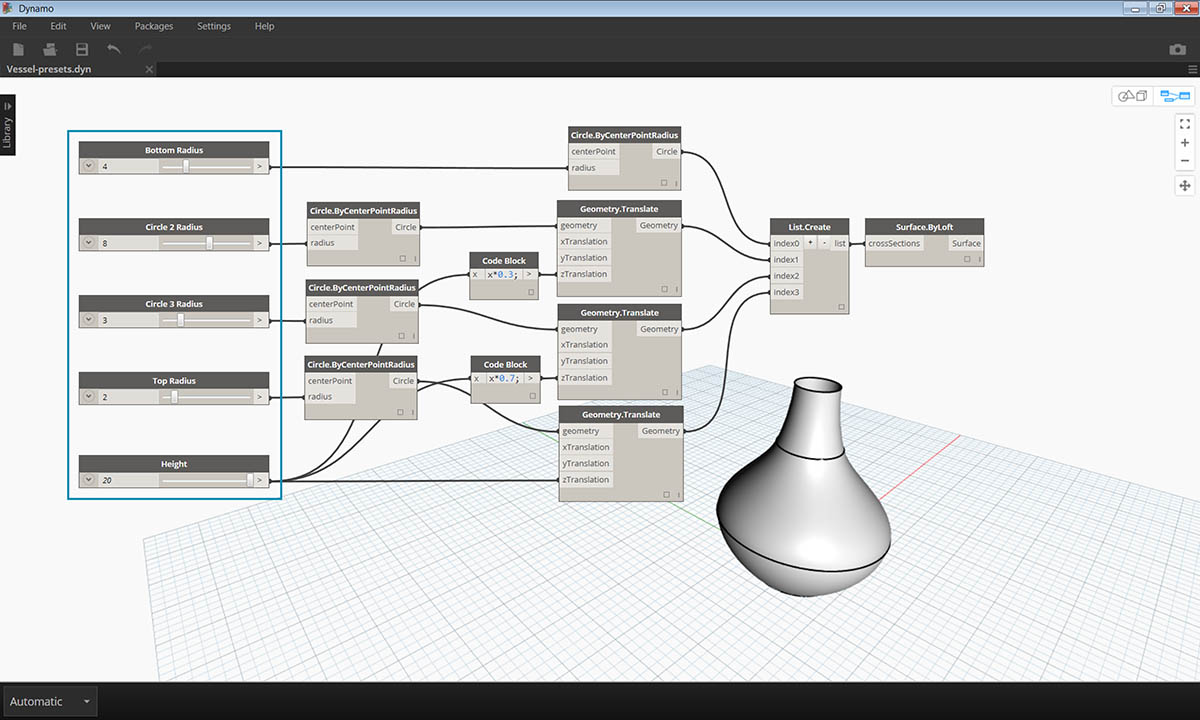 Dynamo
File Edit View Packages Settings Help
Vessel-presets.dyn
Library
Bottom Radius
4 >
Circle 2 Radius
8 >
Circle 3 Radius
3 >
Top Radius
2 >
Height
20 >
Circle.ByCenterPointRadius
centerPoint Circle
radius
Circle.ByCenterPointRadius
centerPoint Circle
radius
Circle.ByCenterPointRadius
centerPoint Circle
radius
Circle.ByCenterPointRadius
centerPoint Circle
radius
Code Block
x x*0.3; >
Code Block
x x*0.7; >
Geometry.Translate
geometry Geometry
xTranslation
yTranslation
zTranslation
Geometry.Translate
geometry Geometry
xTranslation
yTranslation
zTranslation
Geometry.Translate
geometry Geometry
xTranslation
yTranslation
zTranslation
List.Create
index0 + - list
index1
index2
index3
Surface.ByLoft
crossSections Surface
Automatic